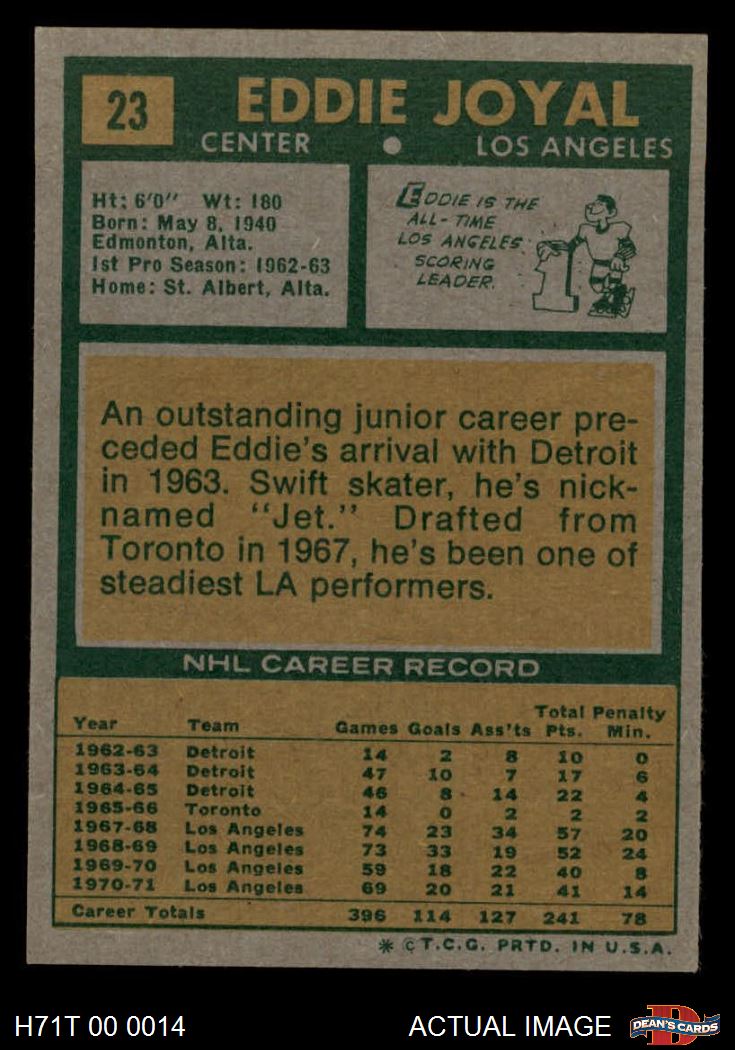 23
EDDIE JOYAL
CENTER • LOS ANGELES
Ht: 6'0" Wt: 180
Born: May 8, 1940
Edmonton, Alta.
1st Pro Season: 1962-63
Home: St. Albert, Alta.
EDDIE IS THE
ALL-TIME
LOS ANGELES
SCORING
LEADER.
1
An outstanding junior career pre-
ceded Eddie's arrival with Detroit
in 1963. Swift skater, he's nick-
named "Jet." Drafted from
Toronto in 1967, he's been one of
steadiest LA performers.
NHL CAREER RECORD
Year Team Games Goals Ass'ts Total Pts. Penalty Min.
1962-63 Detroit 14 2 8 10 0
1963-64 Detroit 47 10 7 17 6
1964-65 Detroit 46 8 14 22 4
1965-66 Toronto 14 0 2 2 2
1967-68 Los Angeles 74 23 34 57 20
1968-69 Los Angeles 73 33 19 52 24
1969-70 Los Angeles 59 18 22 40 8
1970-71 Los Angeles 69 20 21 41 14
Career Totals 396 114 127 241 78
* © T.C.G. PRTD. IN U.S.A.
H71T 00 0014
ACTUAL IMAGE
D
DEAN'S CARDS